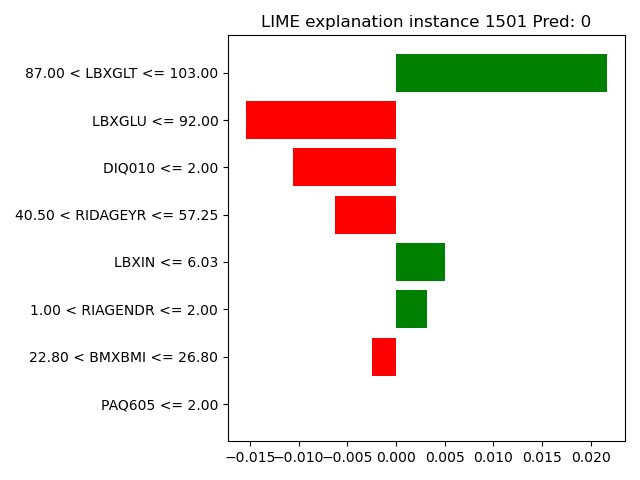 LIME explanation instance 1501 Pred: 0
87.00 < LBXGLT <= 103.00
LBXGLU <= 92.00
DIQ010 <= 2.00
40.50 < RIDAGEYR <= 57.25
LBXIN <= 6.03
1.00 < RIAGENDR <= 2.00
22.80 < BMXBMI <= 26.80
PAQ605 <= 2.00
−0.015 −0.010 −0.005 0.000 0.005 0.010 0.015 0.020